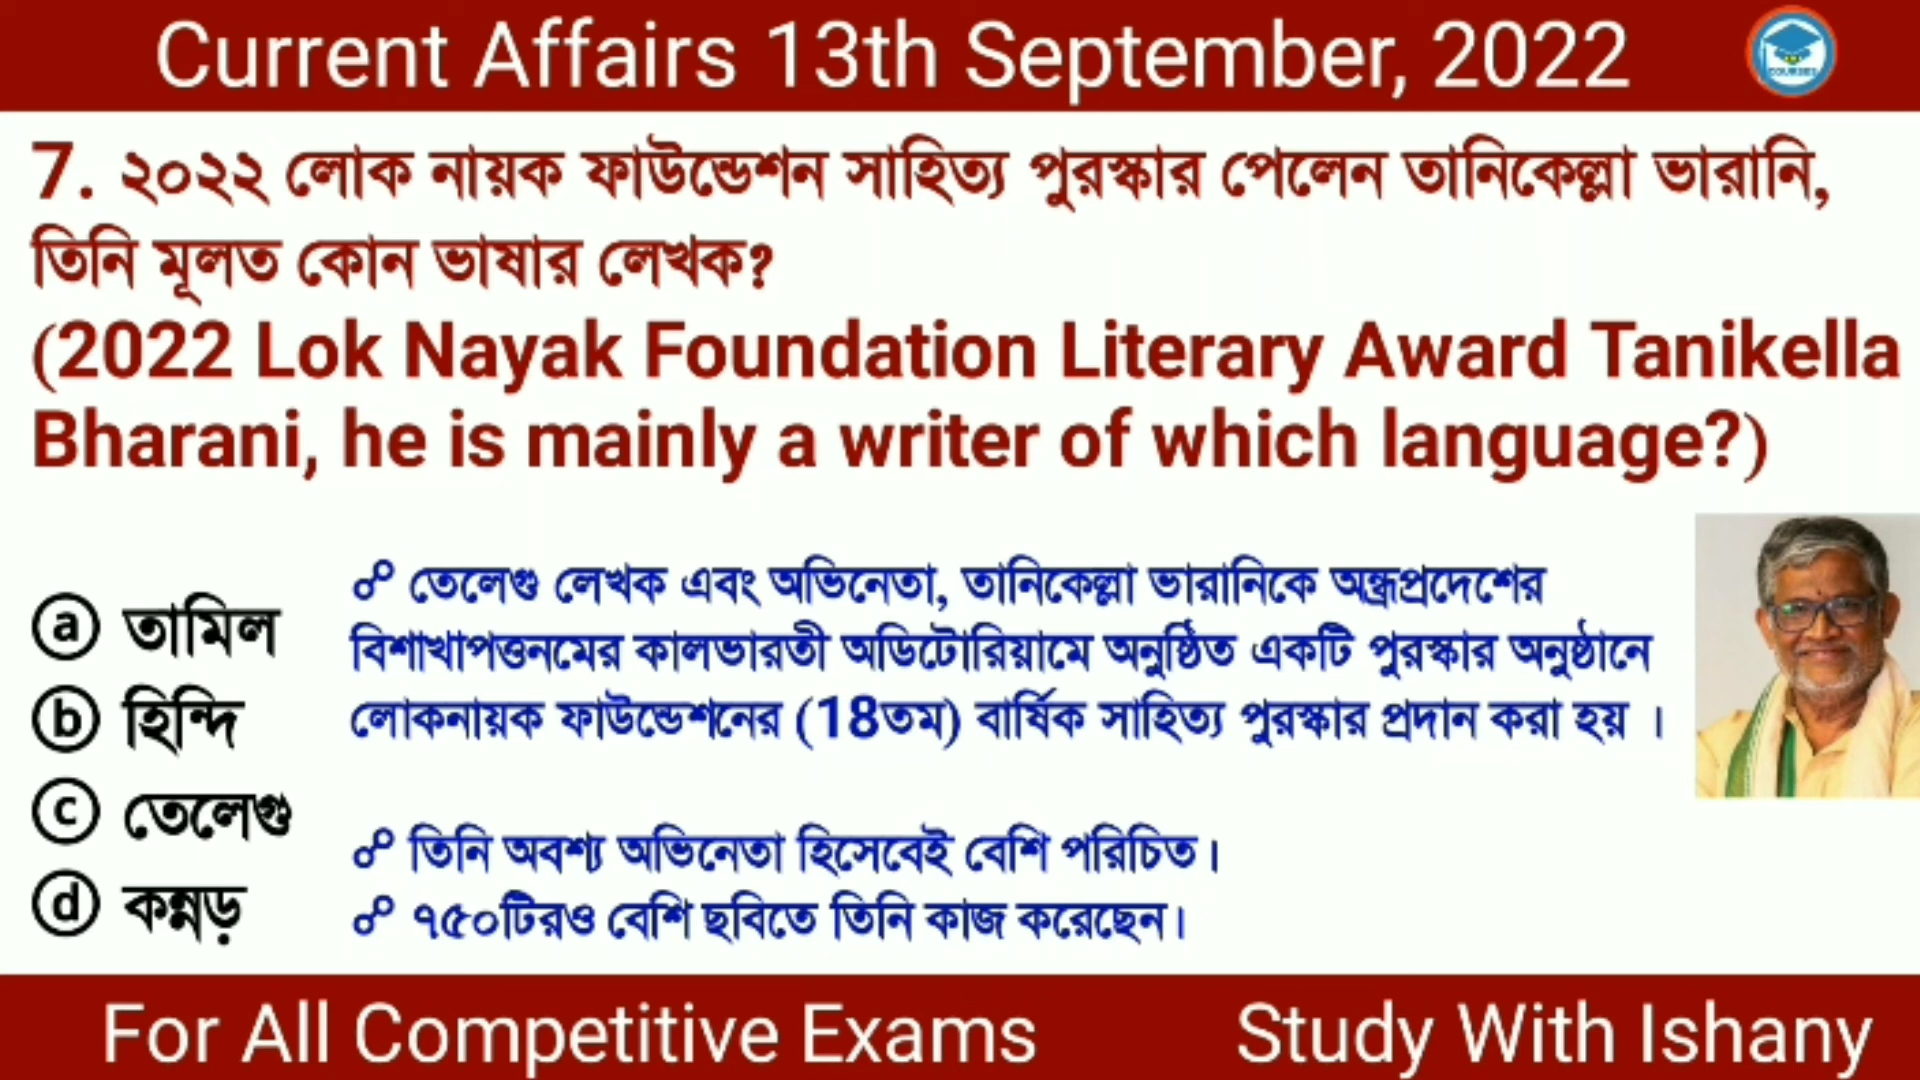 Current Affairs 13th September, 2022
COURSES
7. ২০২২ লোক নায়ক ফাউন্ডেশন সাহিত্য পুরস্কার পেলেন তানিকেল্লা ভারানি,
তিনি মূলত কোন ভাষার লেখক?
(2022 Lok Nayak Foundation Literary Award Tanikella
Bharani, he is mainly a writer of which language?)
ⓐ তামিল
ⓑ হিন্দি
ⓒ তেলেগু
ⓓ কন্নড়
তেলেগু লেখক এবং অভিনেতা, তানিকেল্লা ভারানিকে অন্ধ্রপ্রদেশের
বিশাখাপত্তনমের কালভারতী অডিটোরিয়ামে অনুষ্ঠিত একটি পুরস্কার অনুষ্ঠানে
লোকনায়ক ফাউন্ডেশনের (18তম) বার্ষিক সাহিত্য পুরস্কার প্রদান করা হয় ।
তিনি অবশ্য অভিনেতা হিসেবেই বেশি পরিচিত।
৭৫০টিরও বেশি ছবিতে তিনি কাজ করেছেন।
For All Competitive Exams
Study With Ishany